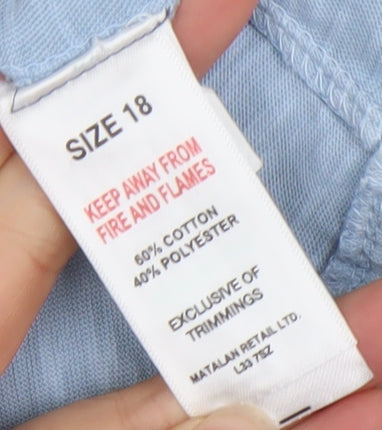 SIZE 18
KEEP AWAY FROM
FIRE AND FLAMES
60% COTTON
40% POLYESTER
EXCLUSIVE OF
TRIMMINGS
MATALAN RETAIL LTD.
L33 7SZ